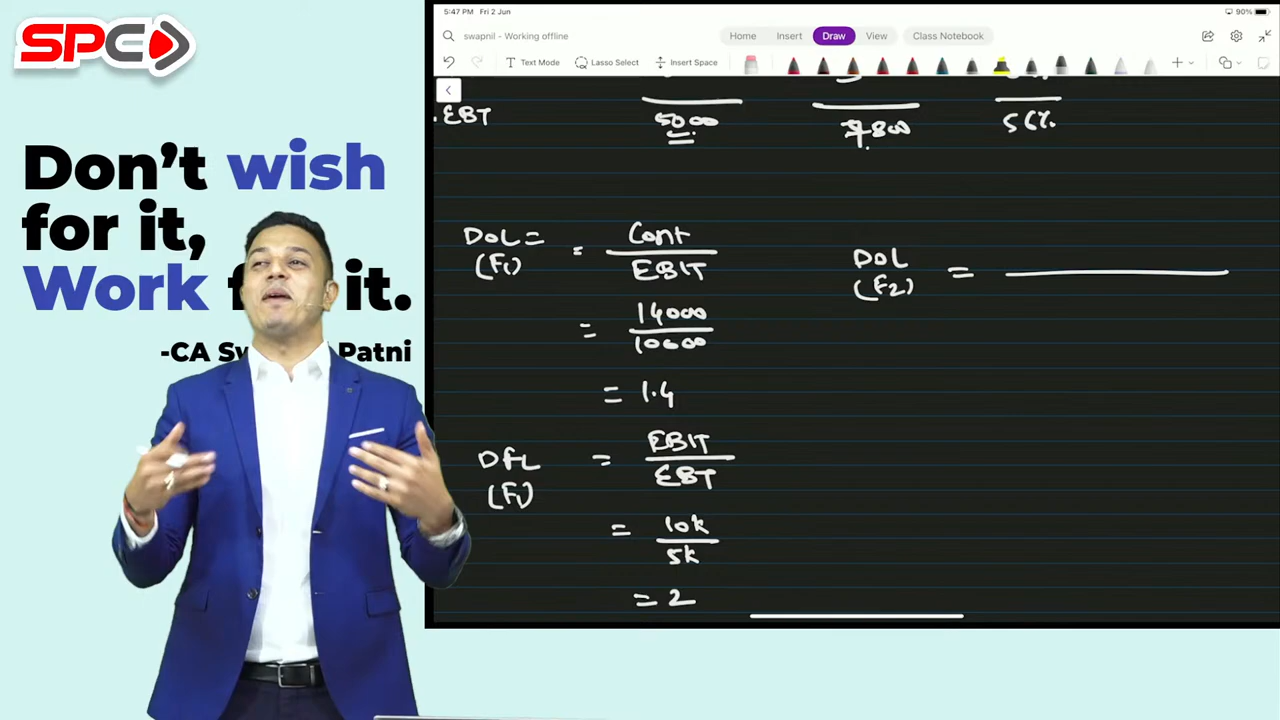 SPC
Don't wish
for it,
Work f it.
-CA Sw Patni
5:47 PM Fri 2 Jun
90%
swapnil - Working offline
Home Insert Draw View Class Notebook
Text Mode Lasso Select Insert Space
EBT 5000 7800 56%
DOL = = Cont / EBIT
(F1)
= 14000 / 10000
= 1.4
DFL = EBIT / EBT
(F1)
= 10k / 5k
= 2
DOL =
(F2)